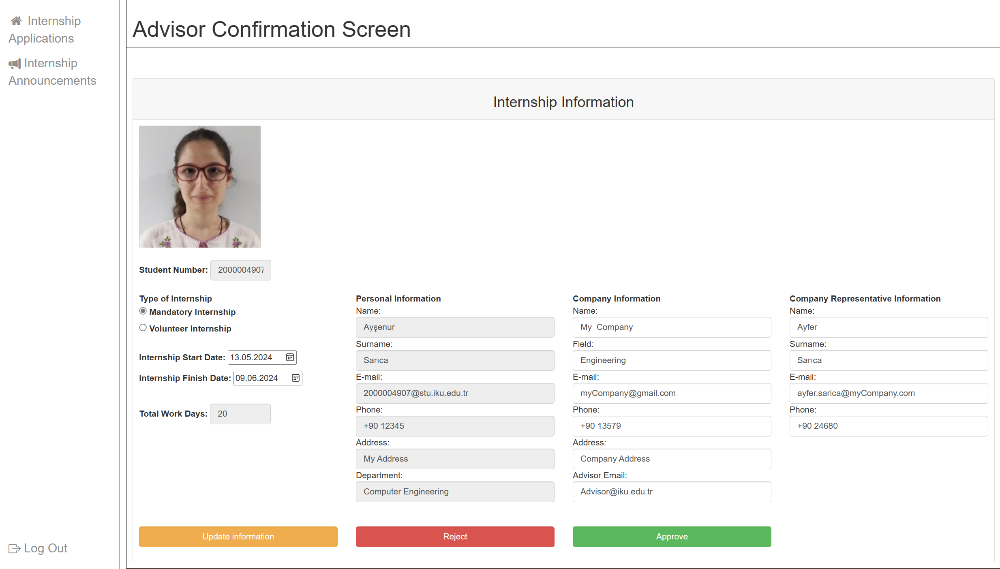 Internship
Applications
Internship
Announcements
Log Out
Advisor Confirmation Screen
Internship Information
Student Number: 2000004907
Type of Internship
Mandatory Internship
Volunteer Internship
Internship Start Date: 13.05.2024
Internship Finish Date: 09.06.2024
Total Work Days: 20
Personal Information
Name:
Ayşenur
Surname:
Sarıca
E-mail:
2000004907@stu.iku.edu.tr
Phone:
+90 12345
Address:
My Address
Department:
Computer Engineering
Company Information
Name:
My  Company
Field:
Engineering
E-mail:
myCompany@gmail.com
Phone:
+90 13579
Address:
Company Address
Advisor Email:
Advisor@iku.edu.tr
Company Representative Information
Name:
Ayfer
Surname:
Sarıca
E-mail:
ayfer.sarica@myCompany.com
Phone:
+90 24680
Update information
Reject
Approve